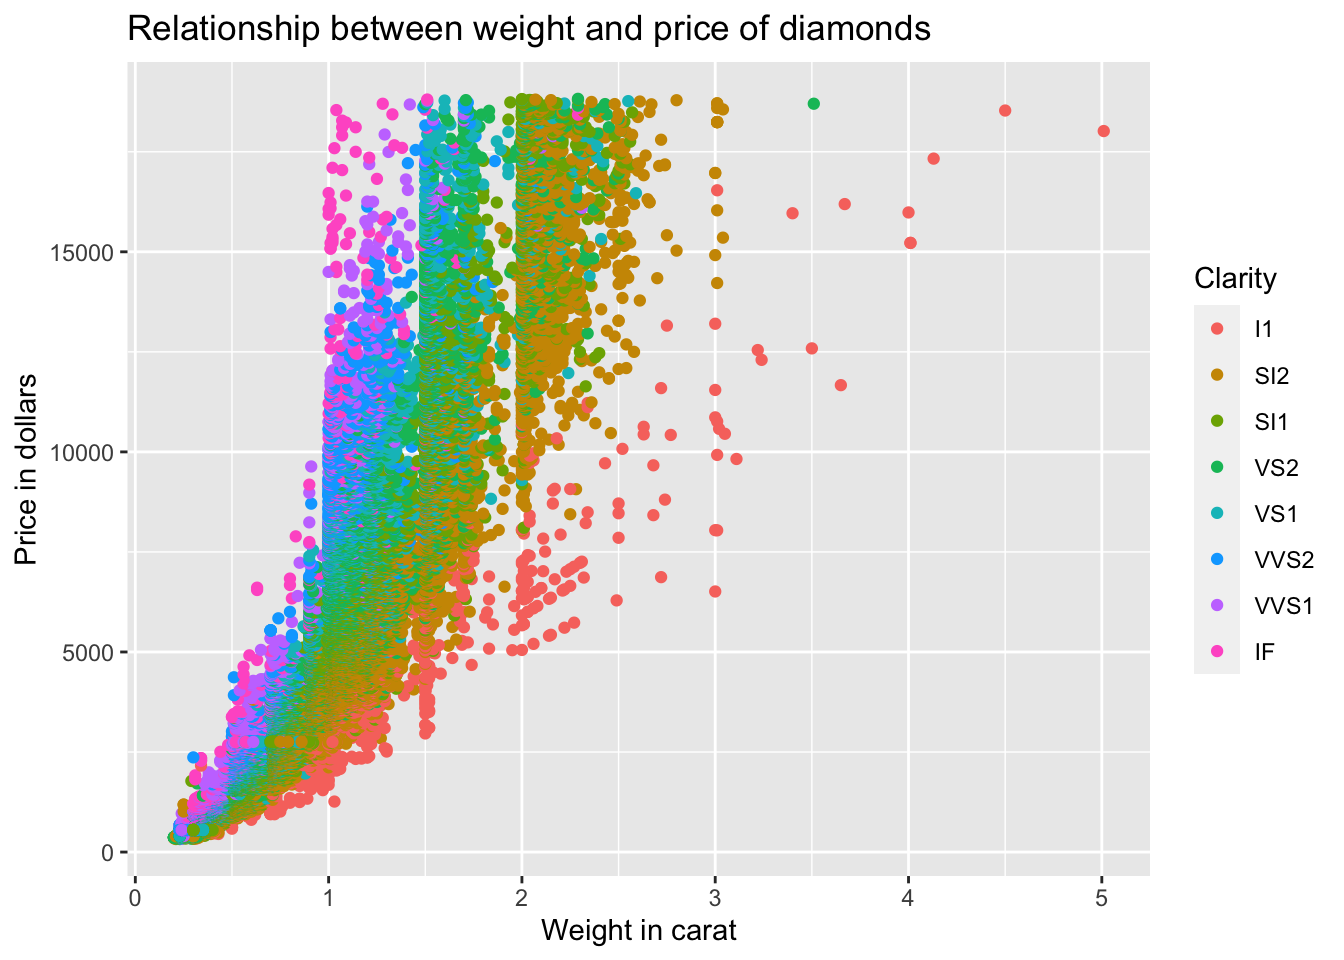 Relationship between weight and price of diamonds
Price in dollars
15000
10000
5000
0
0 1 2 3 4 5
Weight in carat
Clarity
I1
SI2
SI1
VS2
VS1
VVS2
VVS1
IF